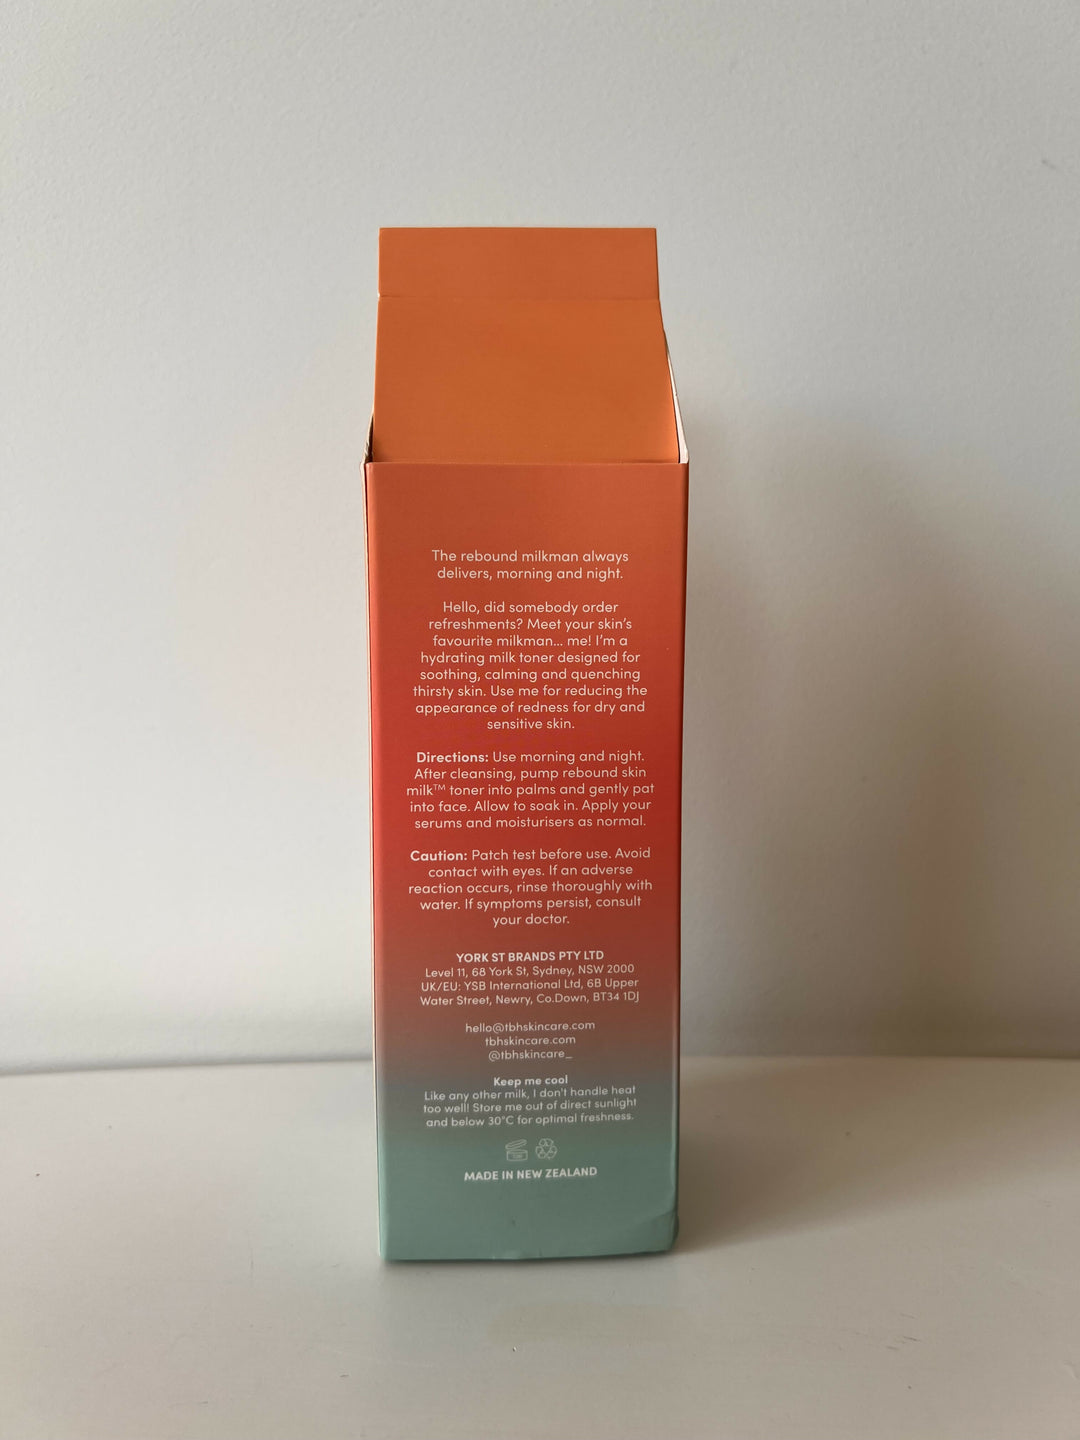 The rebound milkman always
delivers, morning and night.
Hello, did somebody order
refreshments? Meet your skin's
favourite milkman... me! I'm a
hydrating milk toner designed for
soothing, calming and quenching
thirsty skin. Use me for reducing the
appearance of redness for dry and
sensitive skin.
Directions: Use morning and night.
After cleansing, pump rebound skin
milk™ toner into palms and gently pat
into face. Allow to soak in. Apply your
serums and moisturisers as normal.
Caution: Patch test before use. Avoid
contact with eyes. If an adverse
reaction occurs, rinse thoroughly with
water. If symptoms persist, consult
your doctor.
YORK ST BRANDS PTY LTD
Level 11, 68 York St, Sydney, NSW 2000
UK/EU: YSB International Ltd, 6B Upper
Water Street, Newry, Co.Down, BT34 1DJ
hello@tbhskincare.com
tbhskincare.com
@tbhskincare_
Keep me cool
Like any other milk, I don't handle heat
too well! Store me out of direct sunlight
and below 30°C for optimal freshness.
MADE IN NEW ZEALAND